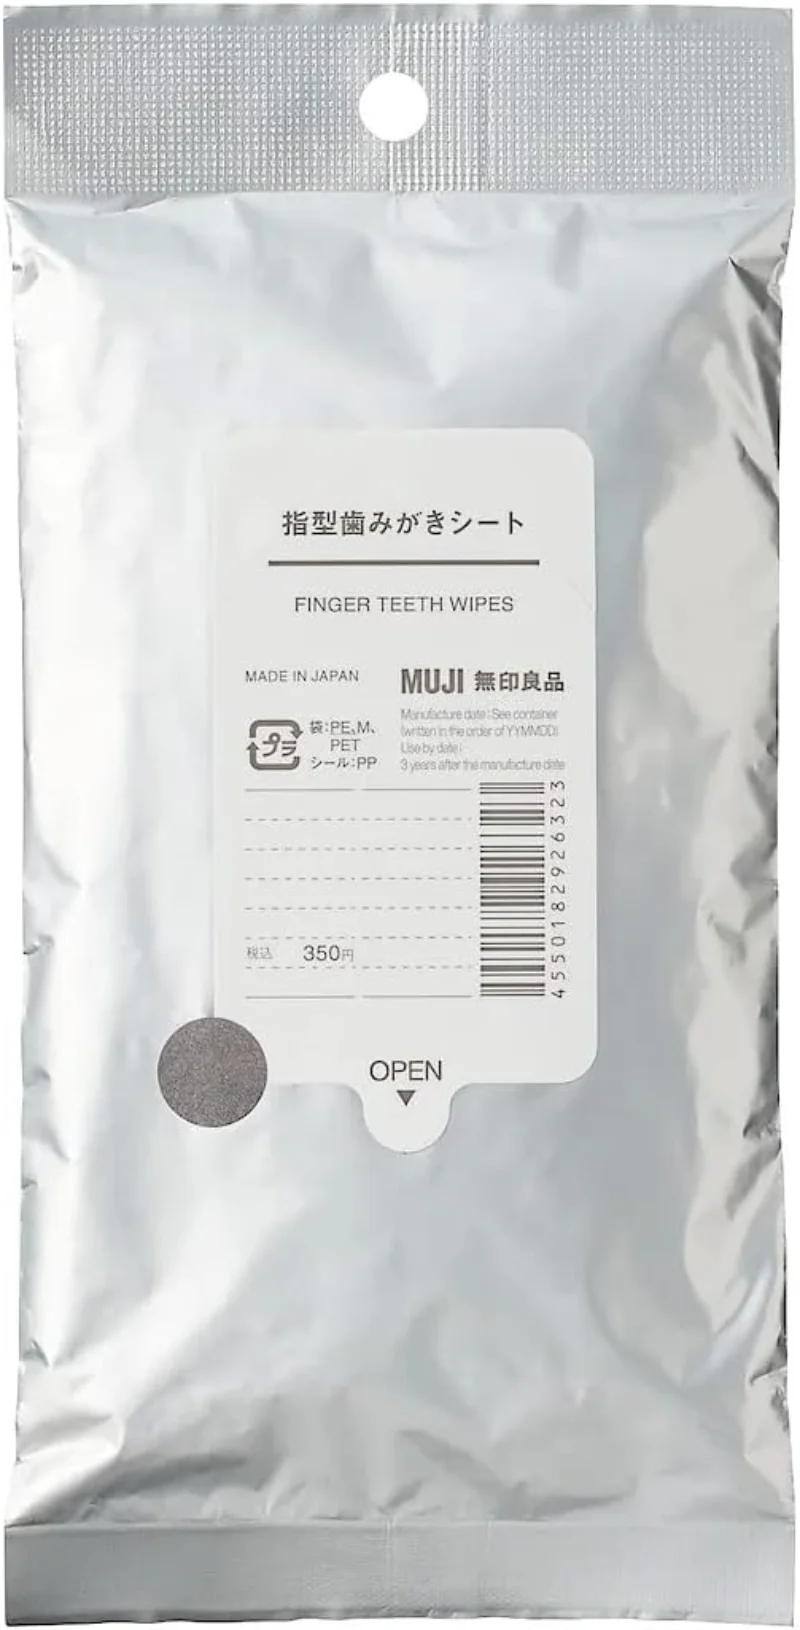 指型歯みがきシート
FINGER TEETH WIPES
MADE IN JAPAN
MUJI 無印良品
プラ
袋:PE、M、
PET
シール:PP
Manufacture date:See container
(written in the order of YYMMDD)
Use by date:
3 years after the manufacture date
税込 350円
4550182926323
OPEN